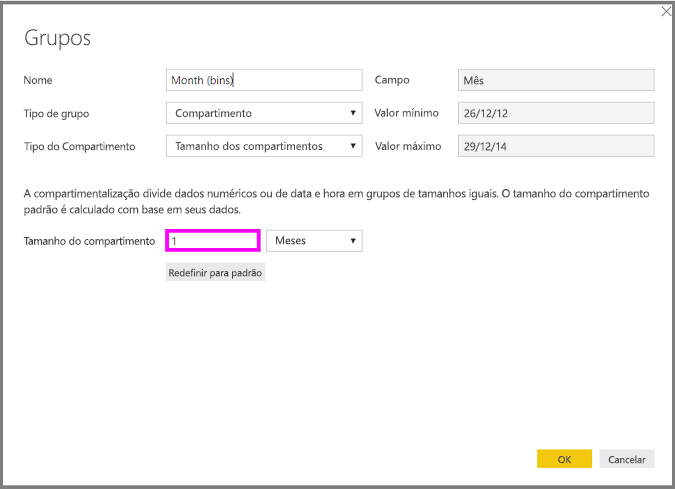 Grupos
Nome Month (bins) Campo Mês
Tipo de grupo Compartimento Valor mínimo 26/12/12
Tipo do Compartimento Tamanho dos compartimentos Valor máximo 29/12/14
A compartimentalização divide dados numéricos ou de data e hora em grupos de tamanhos iguais. O tamanho do compartimento
padrão é calculado com base em seus dados.
Tamanho do compartimento 1 Meses
Redefinir para padrão
OK Cancelar